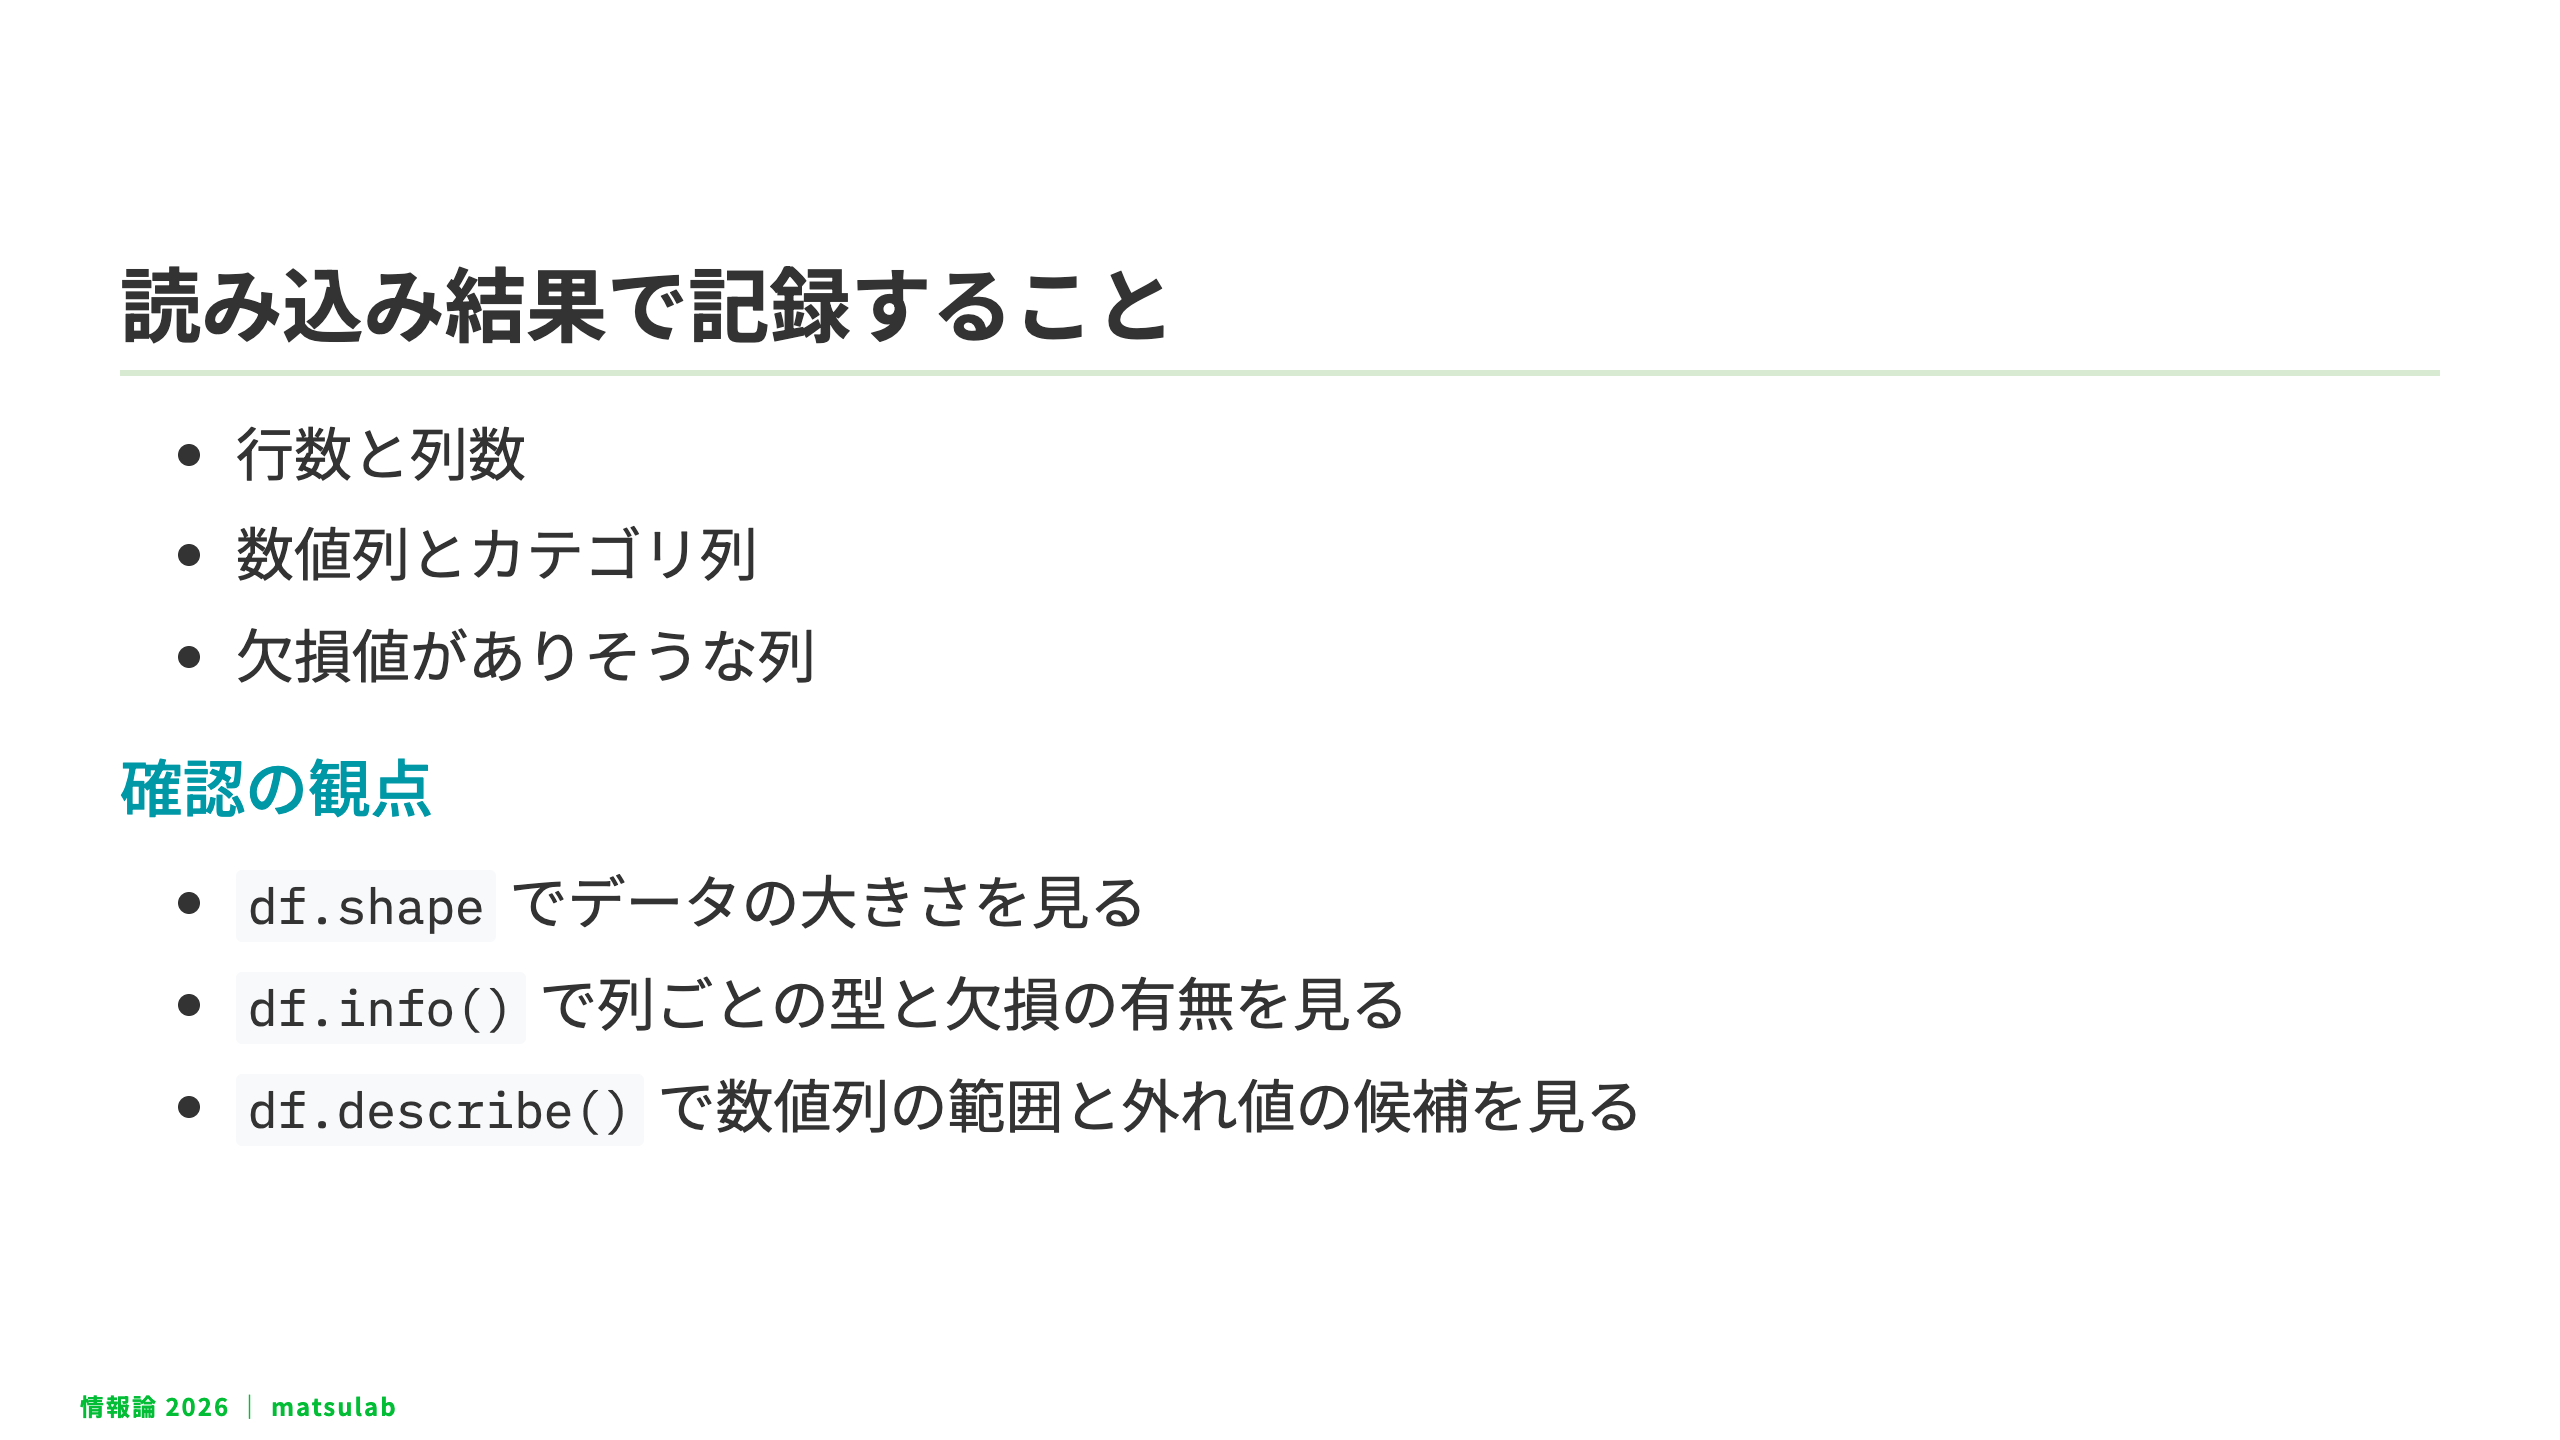 読み込み結果で記録すること
• 行数と列数
• 数値列とカテゴリ列
• 欠損値がありそうな列
確認の観点
• df.shape でデータの大きさを見る
• df.info() で列ごとの型と欠損の有無を見る
• df.describe() で数値列の範囲と外れ値の候補を見る
情報論 2026 | matsulab